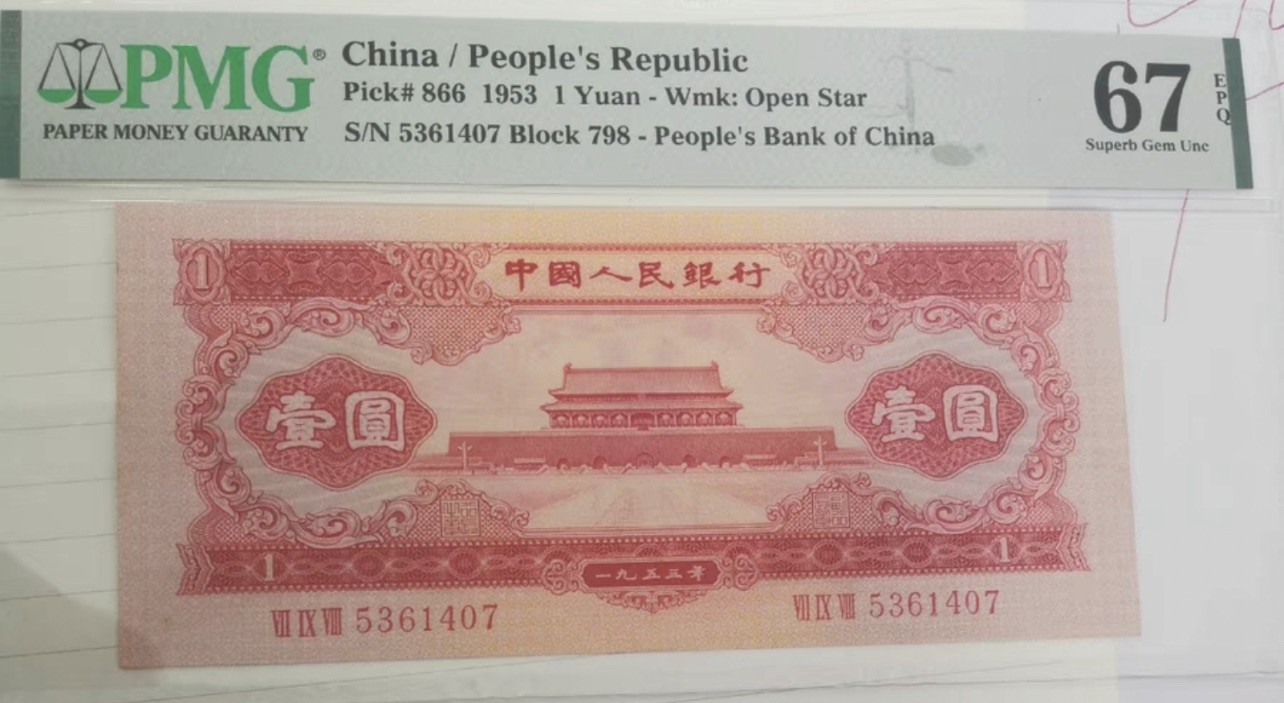 PMG®
PAPER MONEY GUARANTY
China / People's Republic
Pick# 866 1953 1 Yuan - Wmk: Open Star
S/N 5361407 Block 798 - People's Bank of China
67
EPQ
Superb Gem Unc
1 中國人民銀行 1
壹圓 壹圓
1 1
一九五三年
VII IX VIII 5361407 VII IX VIII 5361407